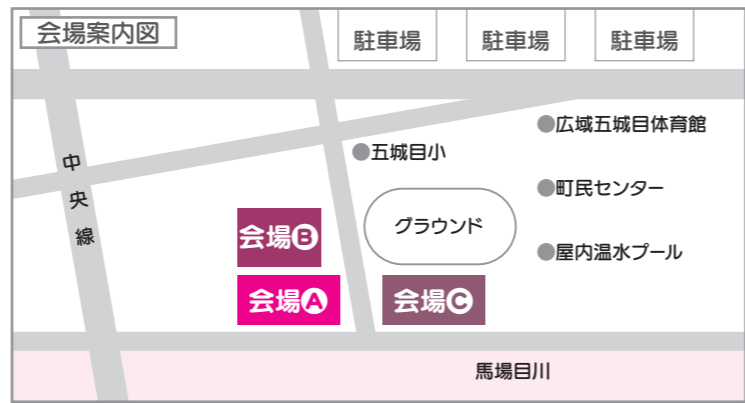 会場案内図
駐車場
駐車場
駐車場
広域五城目体育館
五城目小
中央線
町民センター
グラウンド
会場B
屋内温水プール
会場A
会場C
馬場目川